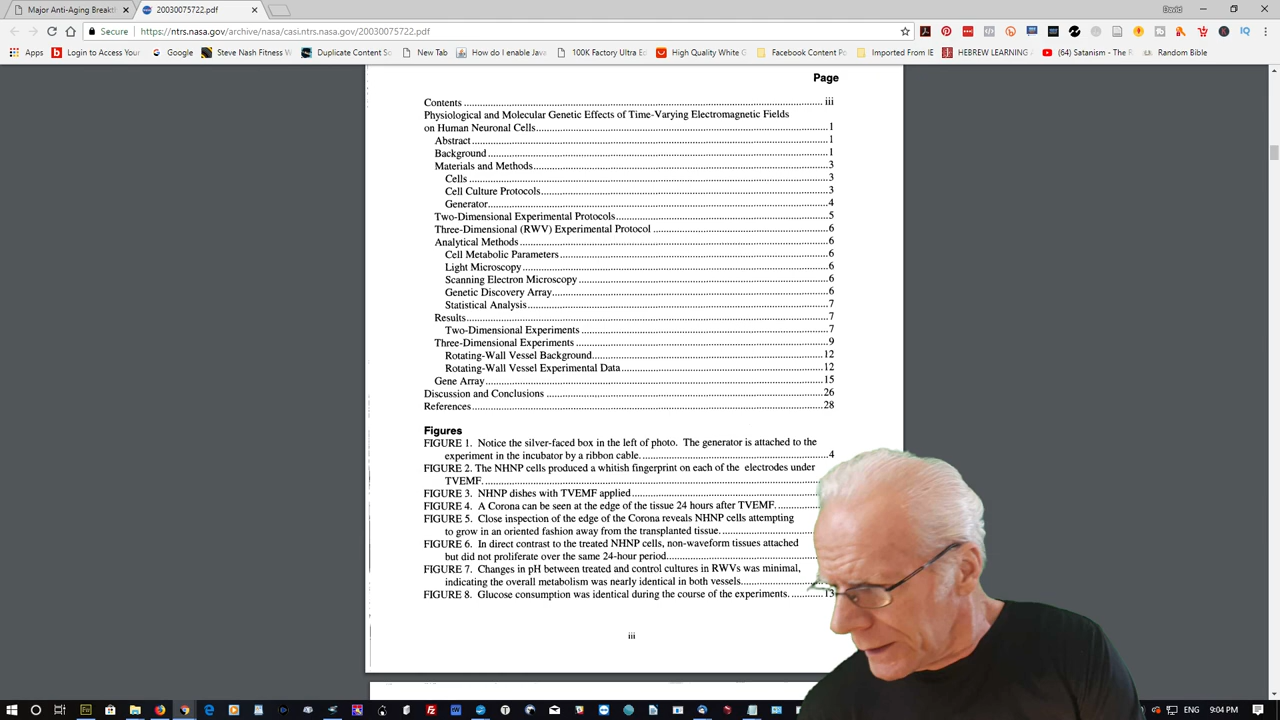 David
Major Anti-Aging Breakt
20030075722.pdf
Secure
https://ntrs.nasa.gov/archive/nasa/casi.ntrs.nasa.gov/20030075722.pdf
Apps
Login to Access Your
Google
Steve Nash Fitness W
Duplicate Content Sc
New Tab
How do I enable Java
100K Factory Ultra Ed
High Quality White G
Facebook Content Po
Imported From IE
HEBREW LEARNING
(64) Satanism - The R
Random Bible
Page
Contents iii
Physiological and Molecular Genetic Effects of Time-Varying Electromagnetic Fields
on Human Neuronal Cells 1
Abstract 1
Background 1
Materials and Methods 3
Cells 3
Cell Culture Protocols 3
Generator 4
Two-Dimensional Experimental Protocols 5
Three-Dimensional (RWV) Experimental Protocol 6
Analytical Methods 6
Cell Metabolic Parameters 6
Light Microscopy 6
Scanning Electron Microscopy 6
Genetic Discovery Array 6
Statistical Analysis 7
Results 7
Two-Dimensional Experiments 7
Three-Dimensional Experiments 9
Rotating-Wall Vessel Background 12
Rotating-Wall Vessel Experimental Data 12
Gene Array 15
Discussion and Conclusions 26
References 28
Figures
FIGURE 1. Notice the silver-faced box in the left of photo. The generator is attached to the
experiment in the incubator by a ribbon cable. 4
FIGURE 2. The NHNP cells produced a whitish fingerprint on each of the electrodes under
TVEMF.
FIGURE 3. NHNP dishes with TVEMF applied
FIGURE 4. A Corona can be seen at the edge of the tissue 24 hours after TVEMF.
FIGURE 5. Close inspection of the edge of the Corona reveals NHNP cells attempting
to grow in an oriented fashion away from the transplanted tissue.
FIGURE 6. In direct contrast to the treated NHNP cells, non-waveform tissues attached
but did not proliferate over the same 24-hour period.
FIGURE 7. Changes in pH between treated and control cultures in RWVs was minimal,
indicating the overall metabolism was nearly identical in both vessels.
FIGURE 8. Glucose consumption was identical during the course of the experiments. 13
iii
ENG
9:04 PM